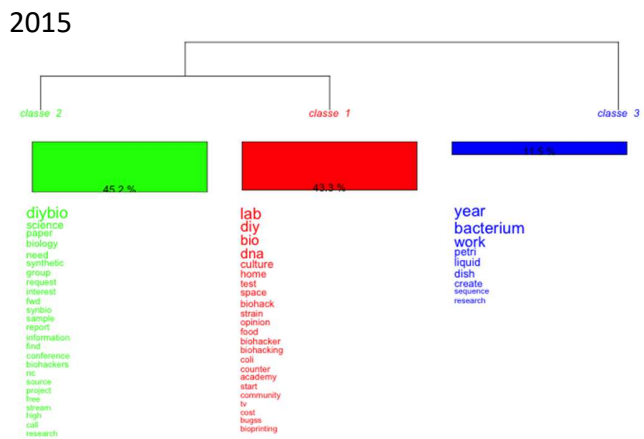 2015
classe 2
classe 1
classe 3
45.2 %
43.3 %
11.5 %
diybio
science
paper
biology
need
synthetic
group
request
interest
fwd
synbio
sample
report
information
find
conference
biohackers
source
project
free
stream
high
call
research
lab
diy
bio
dna
culture
home
test
space
biohack
strain
opinion
food
biohacker
biohacking
coli
counter
academy
start
community
tv
cost
bugss
bioprinting
year
bacterium
work
petri
liquid
dish
create
sequence
research